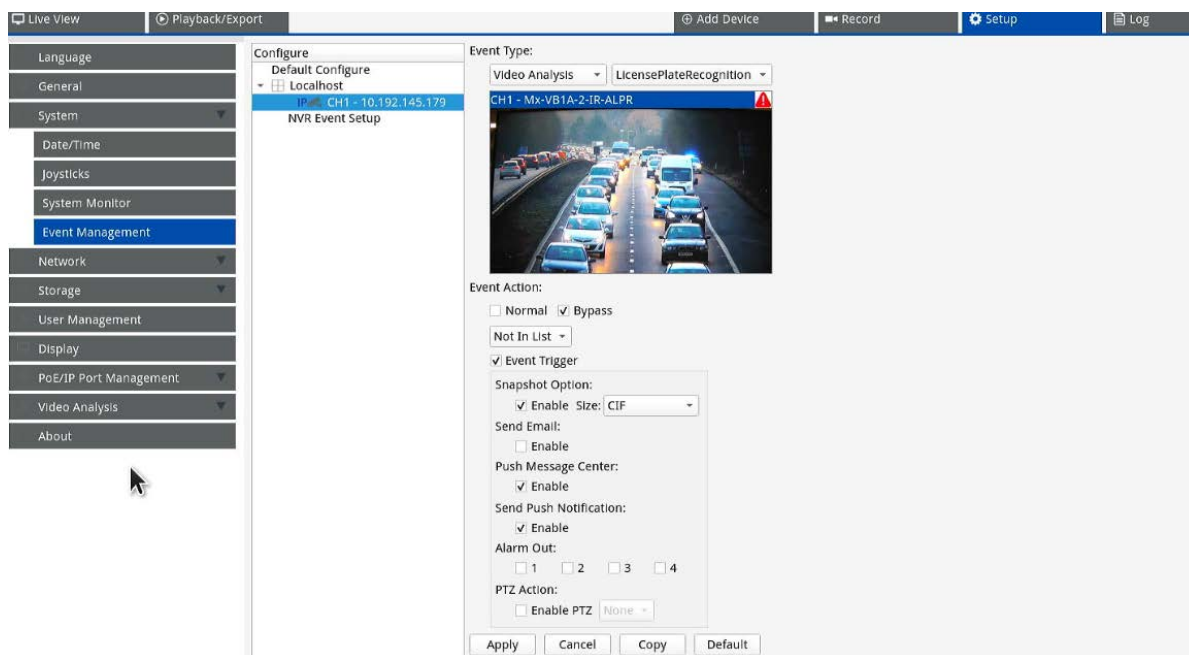 Live View Playback/Export Add Device Record Setup Log
Language
General
System
Date/Time
Joysticks
System Monitor
Event Management
Network
Storage
User Management
Display
PoE/IP Port Management
Video Analysis
About
Configure
Default Configure
Localhost
IP CH1 - 10.192.145.179
NVR Event Setup
Event Type:
Video Analysis LicensePlateRecognition
CH1 - Mx-VB1A-2-IR-ALPR
Event Action:
Normal Bypass
Not In List
Event Trigger
Snapshot Option:
Enable Size: CIF
Send Email:
Enable
Push Message Center:
Enable
Send Push Notification:
Enable
Alarm Out:
1 2 3 4
PTZ Action:
Enable PTZ None
Apply Cancel Copy Default